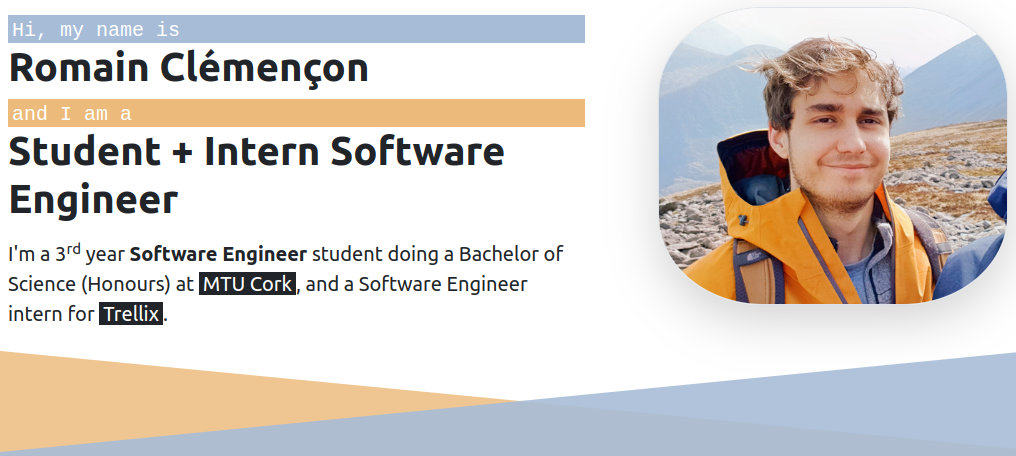 Hi, my name is
Romain Clémençon
and I am a
Student + Intern Software
Engineer
I'm a 3rd year Software Engineer student doing a Bachelor of
Science (Honours) at MTU Cork, and a Software Engineer
intern for Trellix.